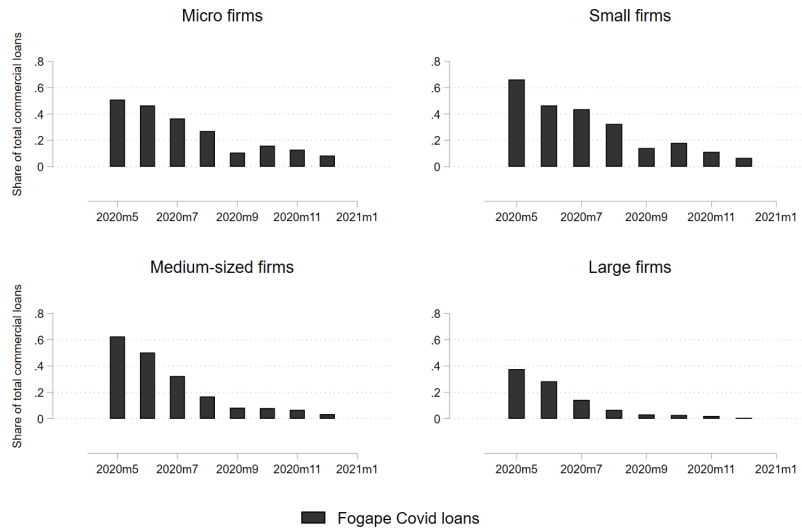 Micro firms
Small firms
Share of total commercial loans
.8
.6
.4
.2
0
2020m5 2020m7 2020m9 2020m11 2021m1
.8
.6
.4
.2
0
2020m5 2020m7 2020m9 2020m11 2021m1
Medium-sized firms
Large firms
Share of total commercial loans
.8
.6
.4
.2
0
2020m5 2020m7 2020m9 2020m11 2021m1
.8
.6
.4
.2
0
2020m5 2020m7 2020m9 2020m11 2021m1
Fogape Covid loans